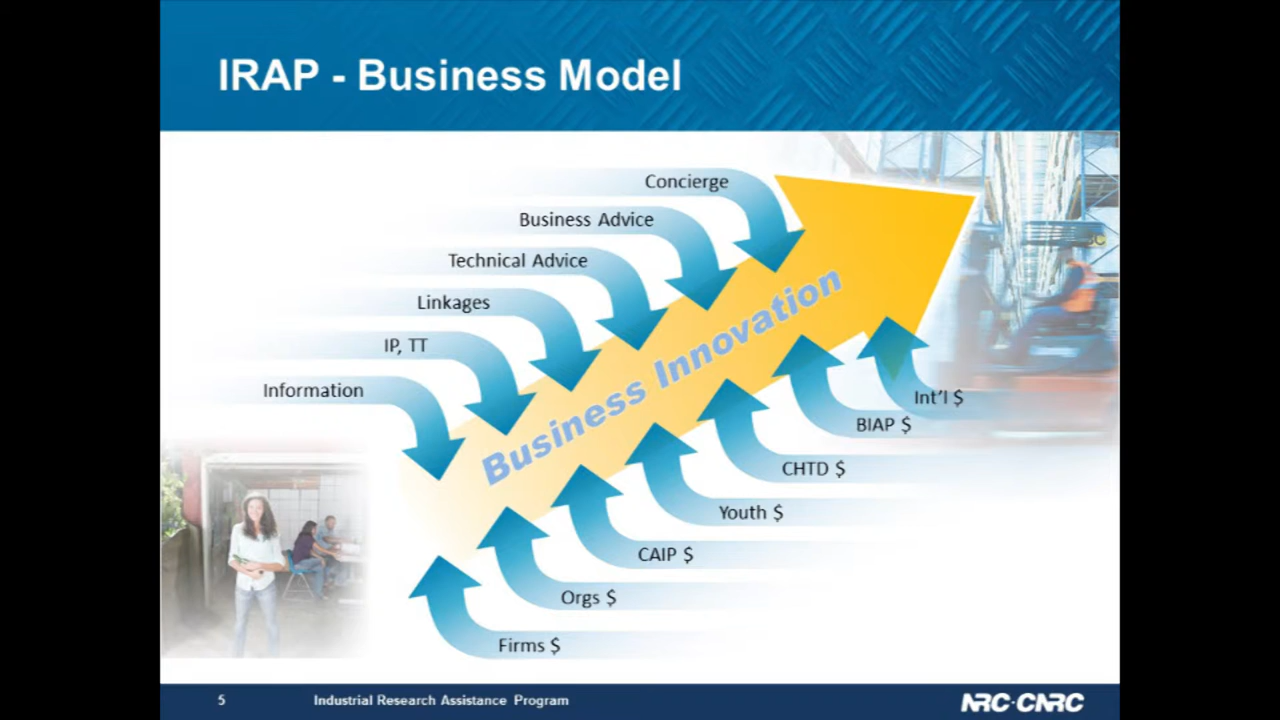 IRAP - Business Model
Concierge
Business Advice
Technical Advice
Linkages
IP, TT
Information
Business Innovation
Int'l $
BIAP $
CHTD $
Youth $
CAIP $
Orgs $
Firms $
5
Industrial Research Assistance Program
NRC·CNRC